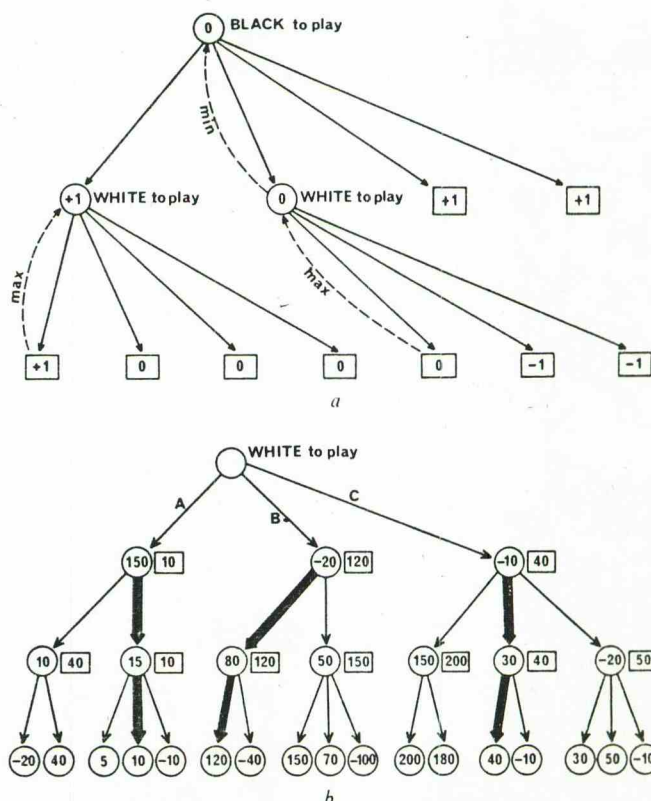 0 BLACK to play
min
+1 WHITE to play 0 WHITE to play +1 +1
max max
+1 0 0 0 0 -1 -1
a
WHITE to play
A B C
150 10 -20 120 -10 40
10 40 15 10 80 120 50 150 150 200 30 40 -20 50
-20 40 5 10 -10 120 -40 150 70 -100 200 180 40 -10 30 50 -10
b